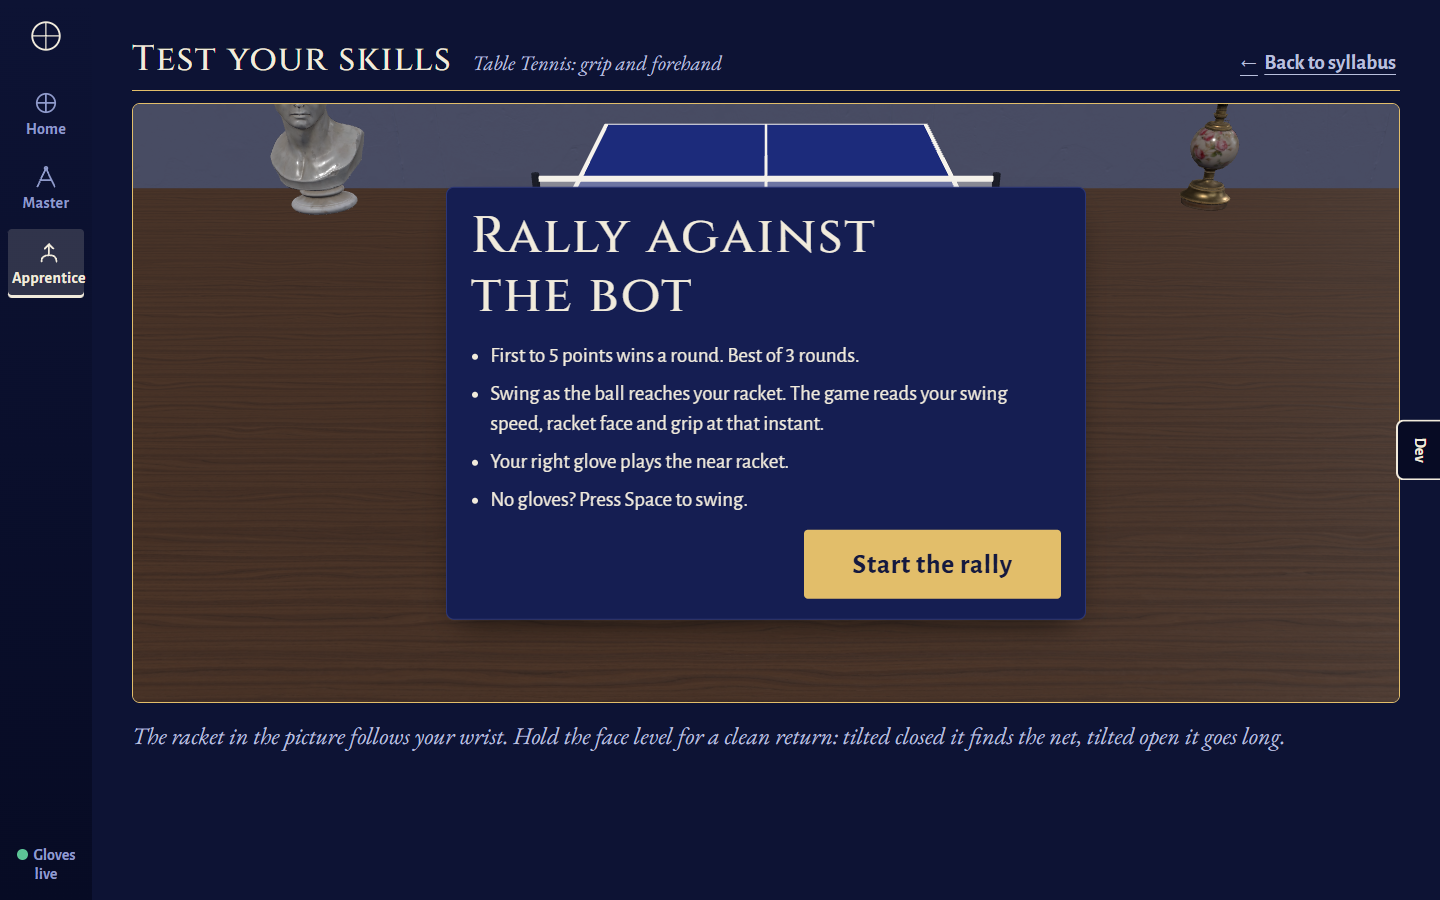 Test your skills
Table Tennis: grip and forehand
← Back to syllabus
Home
Master
Apprentice
Rally against
the bot
• First to 5 points wins a round. Best of 3 rounds.
• Swing as the ball reaches your racket. The game reads your swing
speed, racket face and grip at that instant.
• Your right glove plays the near racket.
• No gloves? Press Space to swing.
Start the rally
Dev
The racket in the picture follows your wrist. Hold the face level for a clean return: tilted closed it finds the net, tilted open it goes long.
Gloves
live